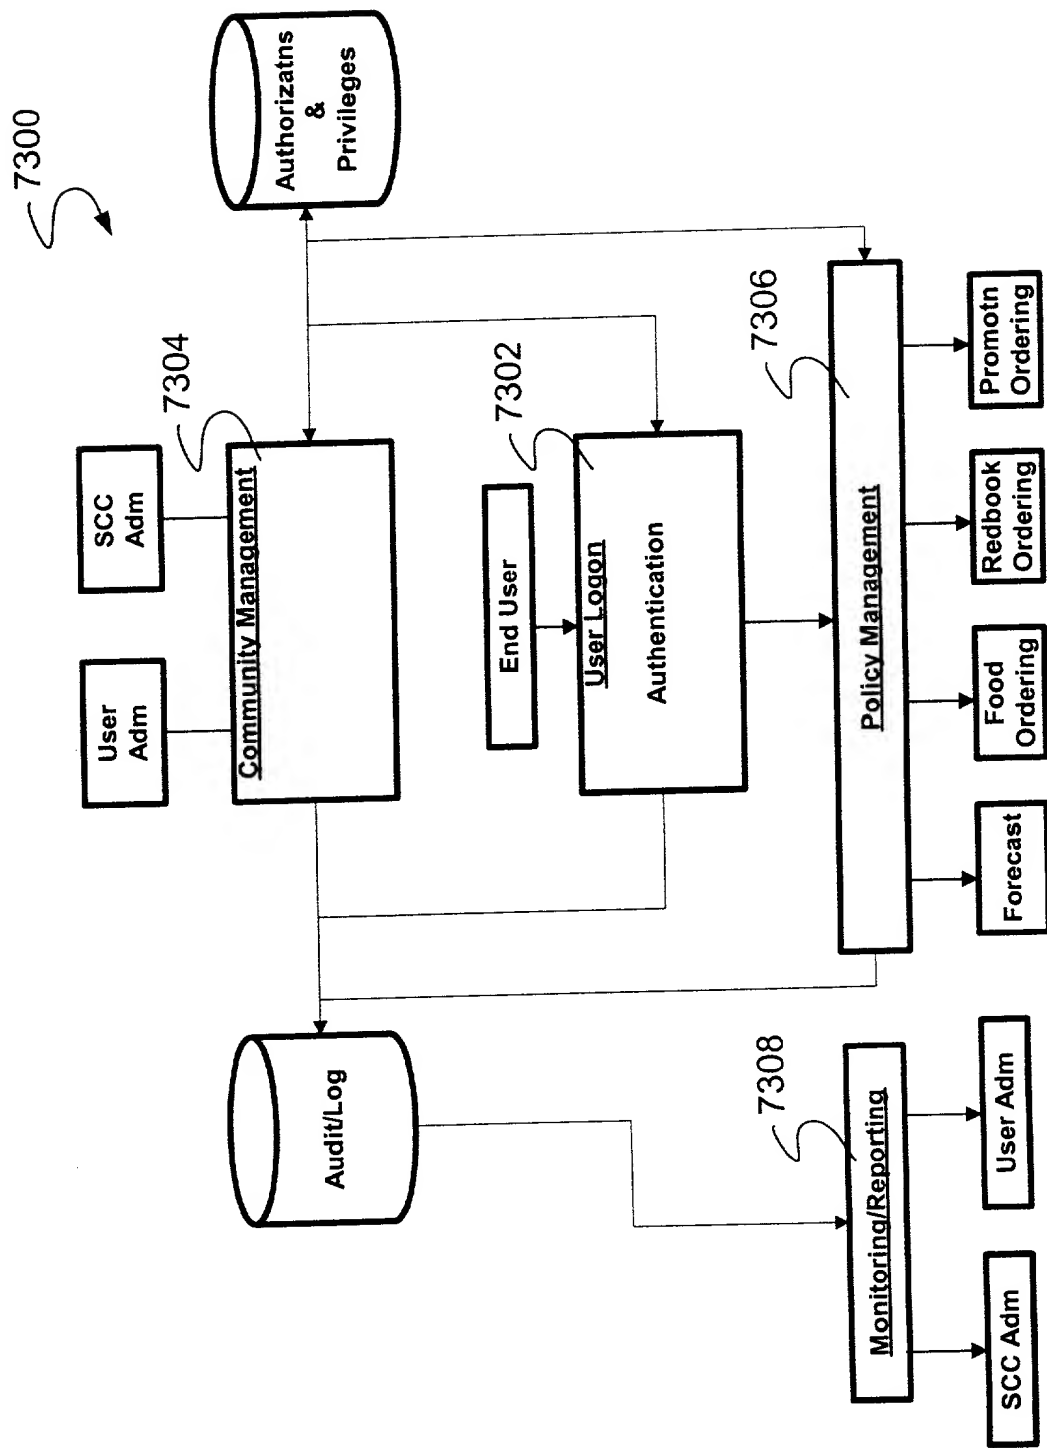 7300
User
Adm
SCC
Adm
7304
Community Management
Audit/Log
Authorizatns
&
Privileges
End User
7302
User Logon
Authentication
7308
Monitoring/Reporting
7306
Policy Management
SCC Adm
User Adm
Forecast
Food
Ordering
Redbook
Ordering
Promotn
Ordering